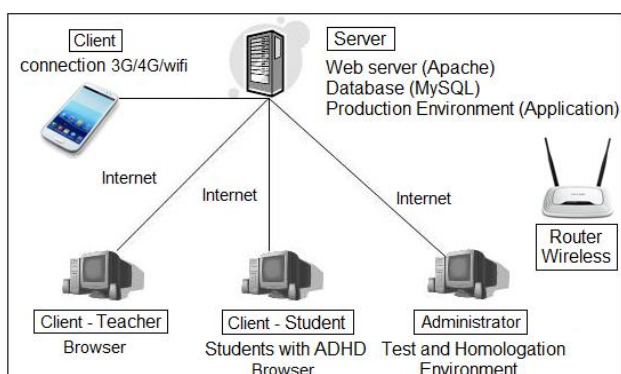 Client
connection 3G/4G/wifi
Server
Web server (Apache)
Database (MySQL)
Production Environment (Application)
Internet
Internet
Internet
Router
Wireless
Client - Teacher
Browser
Client - Student
Students with ADHD
Browser
Administrator
Test and Homologation
Environment